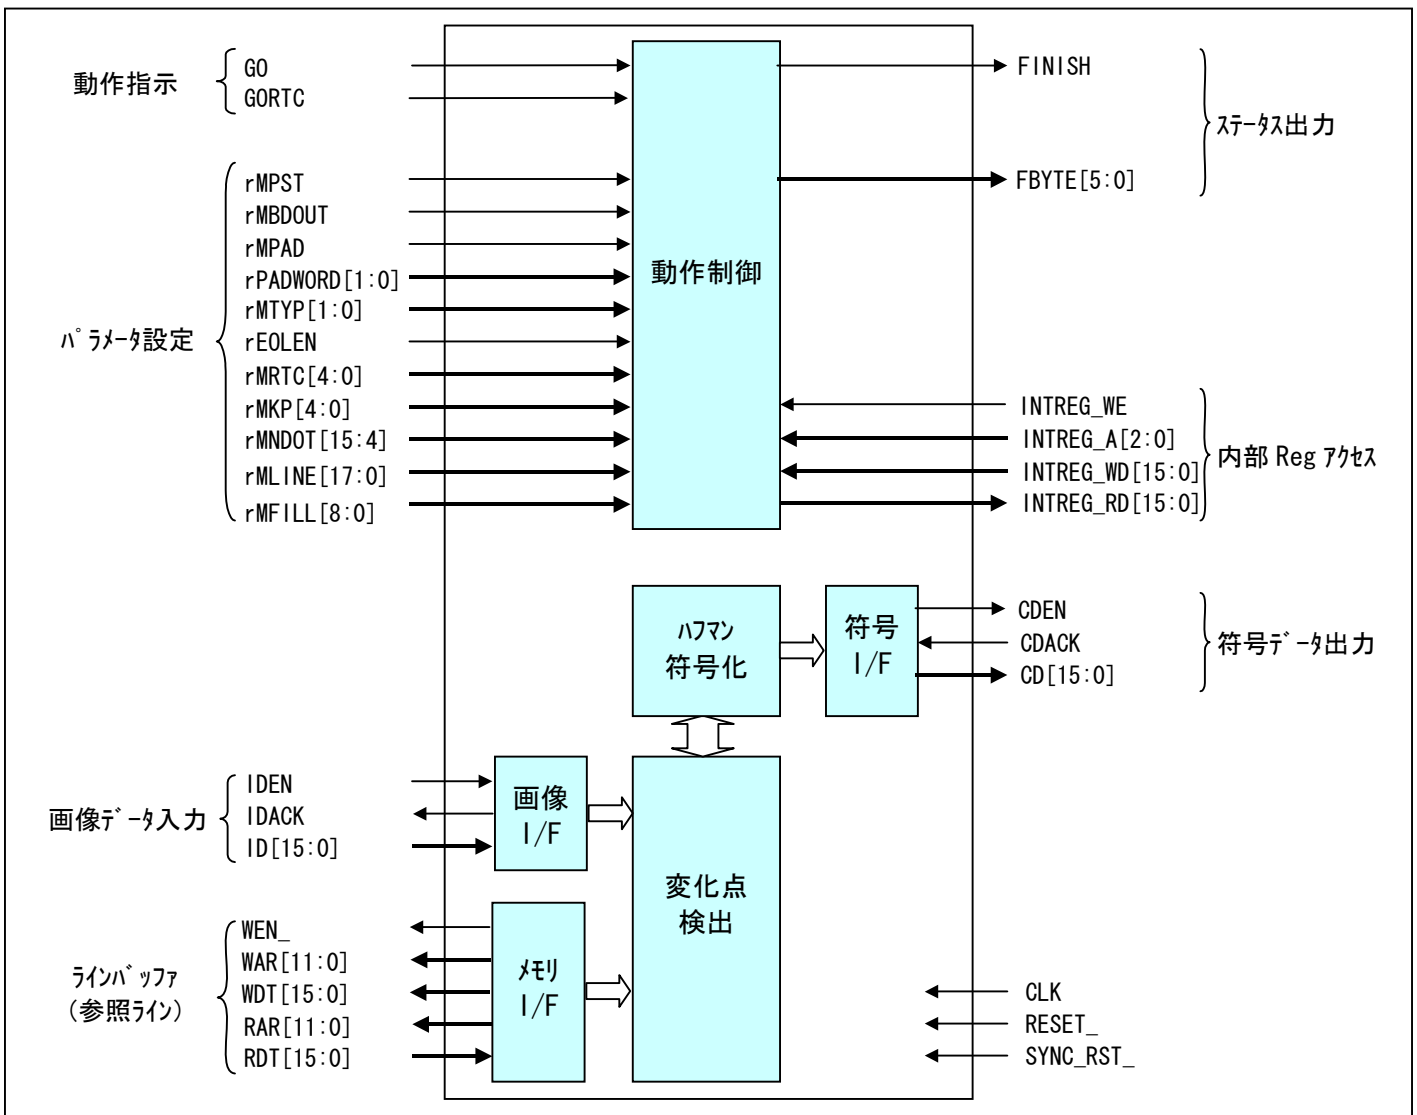 動作指示
GO
GORTC
FINISH
ステータス出力
FBYTE[5:0]
パラメータ設定
rMPST
rMBDOUT
rMPAD
rPADWORD[1:0]
rMTYP[1:0]
rEOLEN
rMRTC[4:0]
rMKP[4:0]
rMNDOT[15:4]
rMLINE[17:0]
rMFILL[8:0]
動作制御
INTREG_WE
INTREG_A[2:0]
INTREG_WD[15:0]
INTREG_RD[15:0]
内部 Reg アクセス
ハフマン
符号化
符号
I/F
CDEN
CDACK
CD[15:0]
符号データ出力
画像データ入力
IDEN
IDACK
ID[15:0]
画像
I/F
変化点
検出
ラインバッファ
(参照ライン)
WEN_
WAR[11:0]
WDT[15:0]
RAR[11:0]
RDT[15:0]
メモリ
I/F
CLK
RESET_
SYNC_RST_